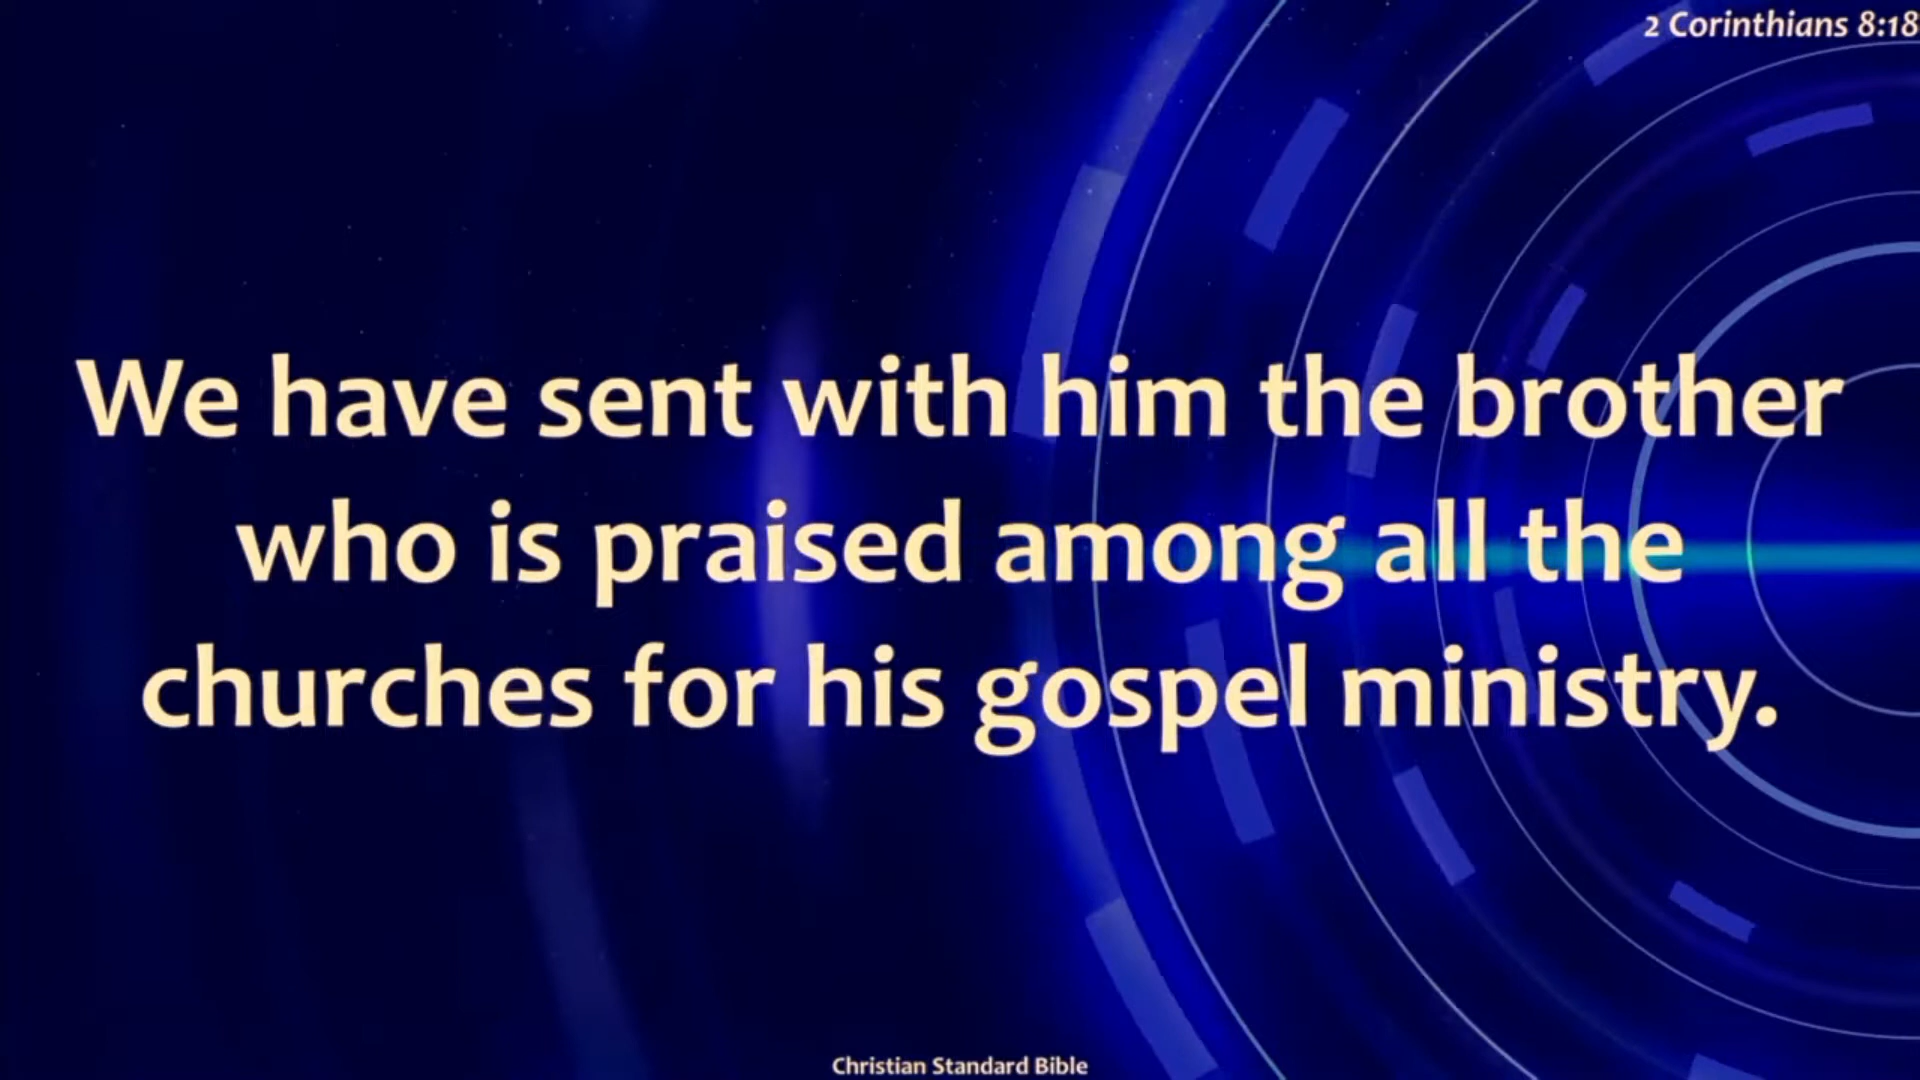 2 Corinthians 8:18
We have sent with him the brother
who is praised among all the
churches for his gospel ministry.
Christian Standard Bible